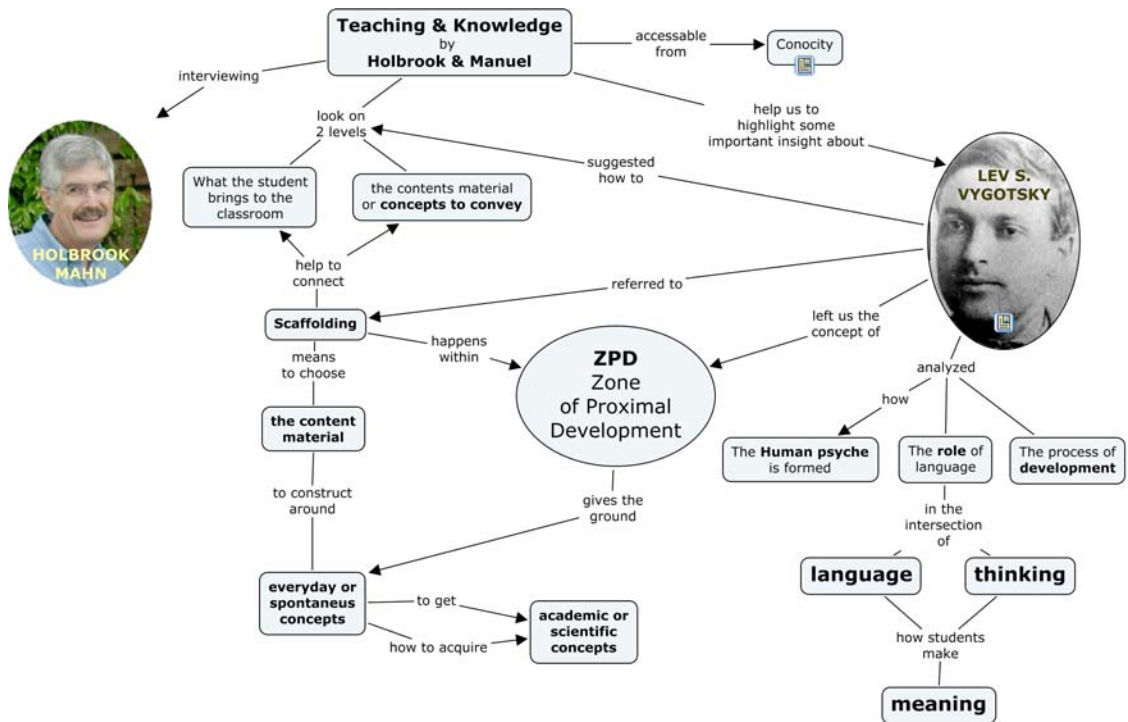 Teaching & Knowledge
by
Holbrook & Manuel
accessable
from
Conocity
interviewing
look on
2 levels
help us to
highlight some
important insight about
HOLBROOK
MAHN
What the student
brings to the
classroom
the contents material
or concepts to convey
suggested
how to
LEV S.
VYGOTSKY
help to
connect
referred to
Scaffolding
happens
within
left us the
concept of
means
to choose
ZPD
Zone
of Proximal
Development
analyzed
how
the content
material
The Human psyche
is formed
The role of
language
The process of
development
to construct
around
gives the
ground
in the
intersection
of
language
thinking
everyday or
spontaneus
concepts
to get
how to acquire
academic or
scientific
concepts
how students
make
meaning